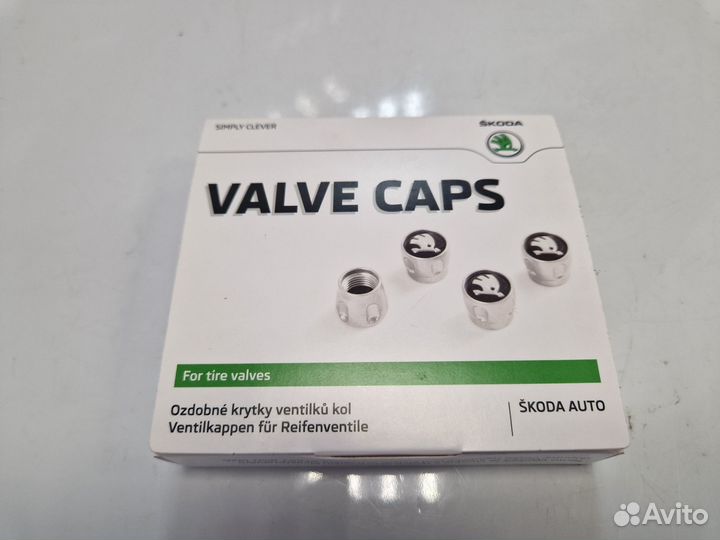 SIMPLY CLEVER
ŠKODA
VALVE CAPS
For tire valves
Ozdobné krytky ventilků kol
Ventilkappen für Reifenventile
ŠKODA AUTO
Avito